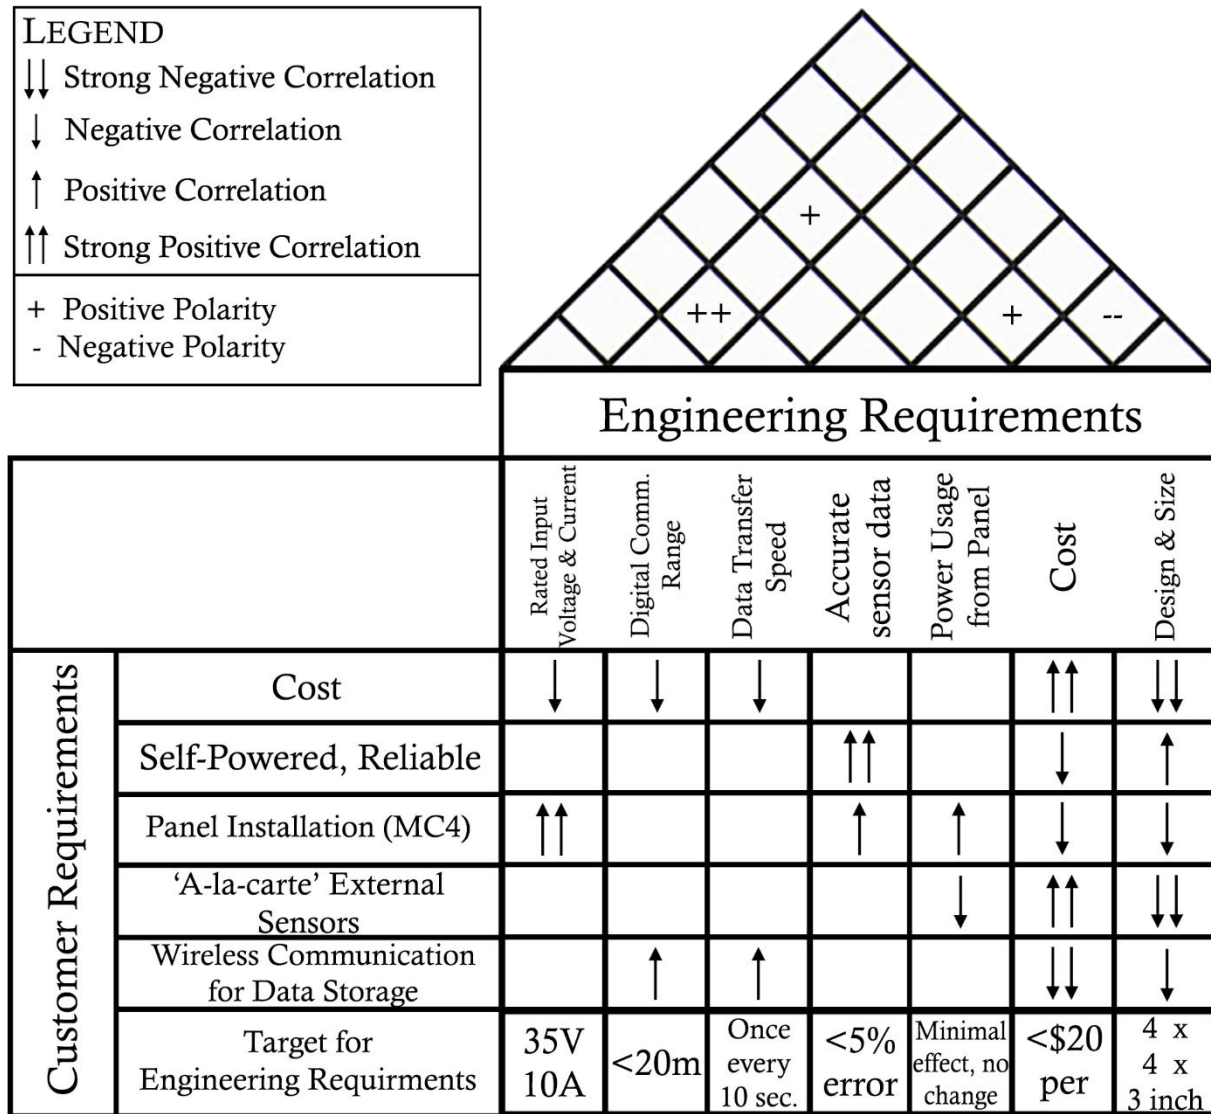 LEGEND
↓↓ Strong Negative Correlation
↓ Negative Correlation
↑ Positive Correlation
↑↑ Strong Positive Correlation
+ Positive Polarity
- Negative Polarity
+
++
+
--
Engineering Requirements
Rated Input
Voltage & Current
Digital Comm.
Range
Data Transfer
Speed
Accurate
sensor data
Power Usage
from Panel
Cost
Design & Size
Customer Requirements
Cost
↓ ↓ ↓ ↑↑ ↓↓
Self-Powered, Reliable
↑↑ ↓ ↑
Panel Installation (MC4)
↑↑ ↑ ↑ ↓ ↓
‘A-la-carte’ External
Sensors
↓ ↑↑ ↓↓
Wireless Communication
for Data Storage
↑ ↑ ↓↓ ↓
Target for
Engineering Requirments
35V
10A
<20m
Once
every
10 sec.
<5%
error
Minimal
effect, no
change
<$20
per
4 x
4 x
3 inch